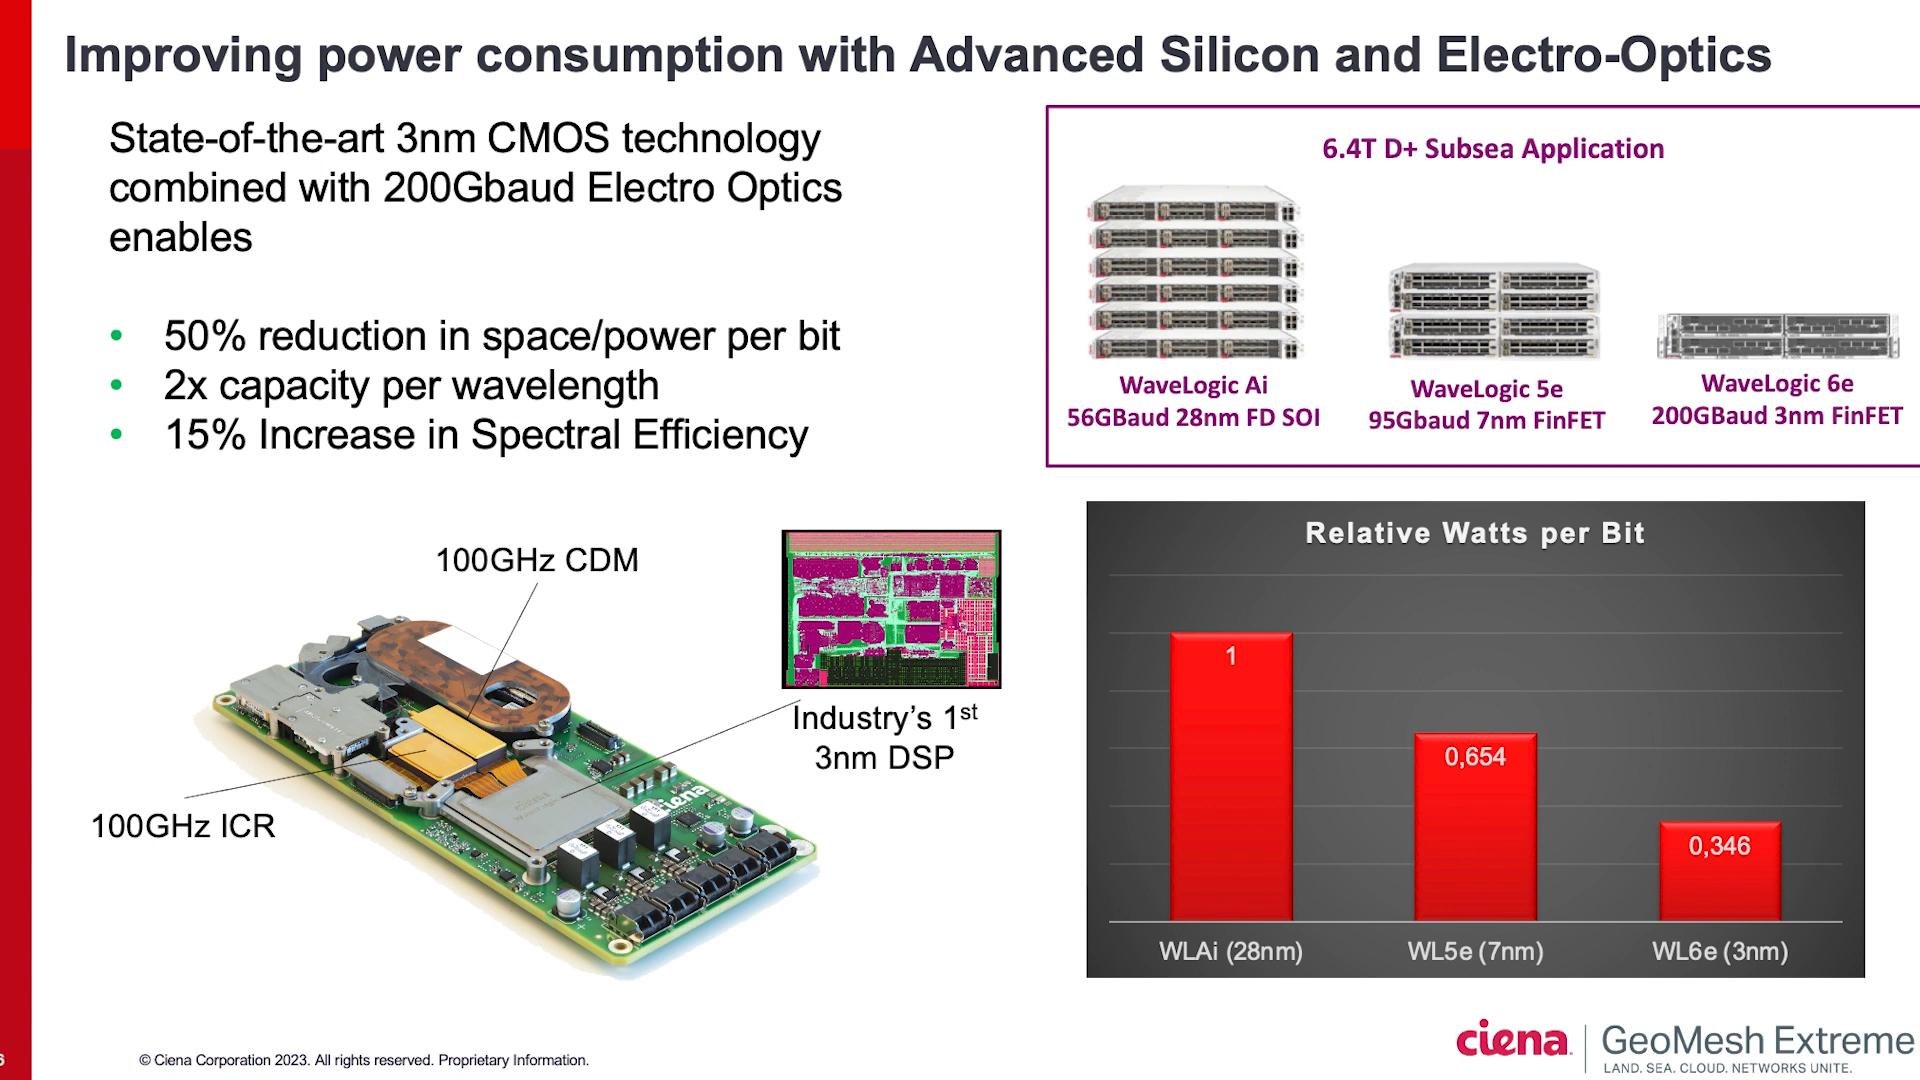 Improving power consumption with Advanced Silicon and Electro-Optics
State-of-the-art 3nm CMOS technology
combined with 200Gbaud Electro Optics
enables
• 50% reduction in space/power per bit
• 2x capacity per wavelength
• 15% Increase in Spectral Efficiency
6.4T D+ Subsea Application
WaveLogic Ai
56GBaud 28nm FD SOI
WaveLogic 5e
95Gbaud 7nm FinFET
WaveLogic 6e
200GBaud 3nm FinFET
100GHz CDM
Industry's 1st
3nm DSP
100GHz ICR
ciena
Relative Watts per Bit
1
0,654
0,346
WLAi (28nm)
WL5e (7nm)
WL6e (3nm)
© Ciena Corporation 2023. All rights reserved. Proprietary Information.
ciena
GeoMesh Extreme
LAND. SEA. CLOUD. NETWORKS UNITE.